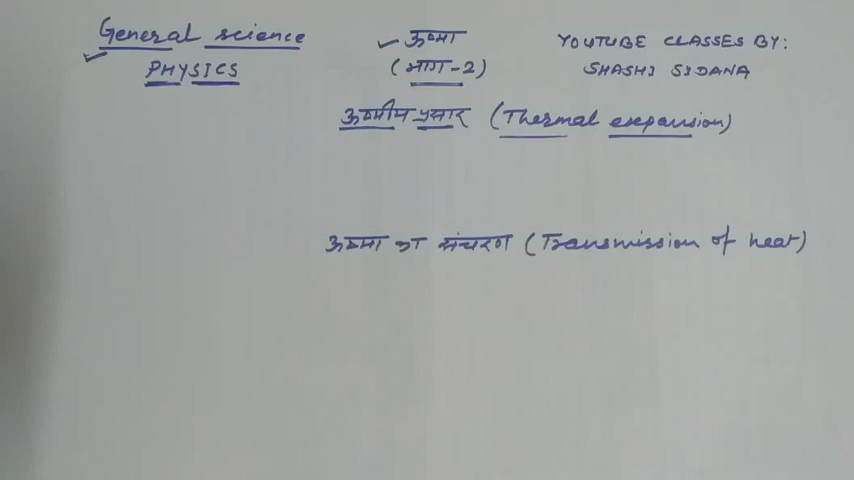 General science
PHYSICS
ऊष्मा
(भाग-2)
YOUTUBE CLASSES BY:
SHASHI SIDANA
ऊष्मीय प्रसार (Thermal expansion)
ऊष्मा का संचरण (Transmission of heat)